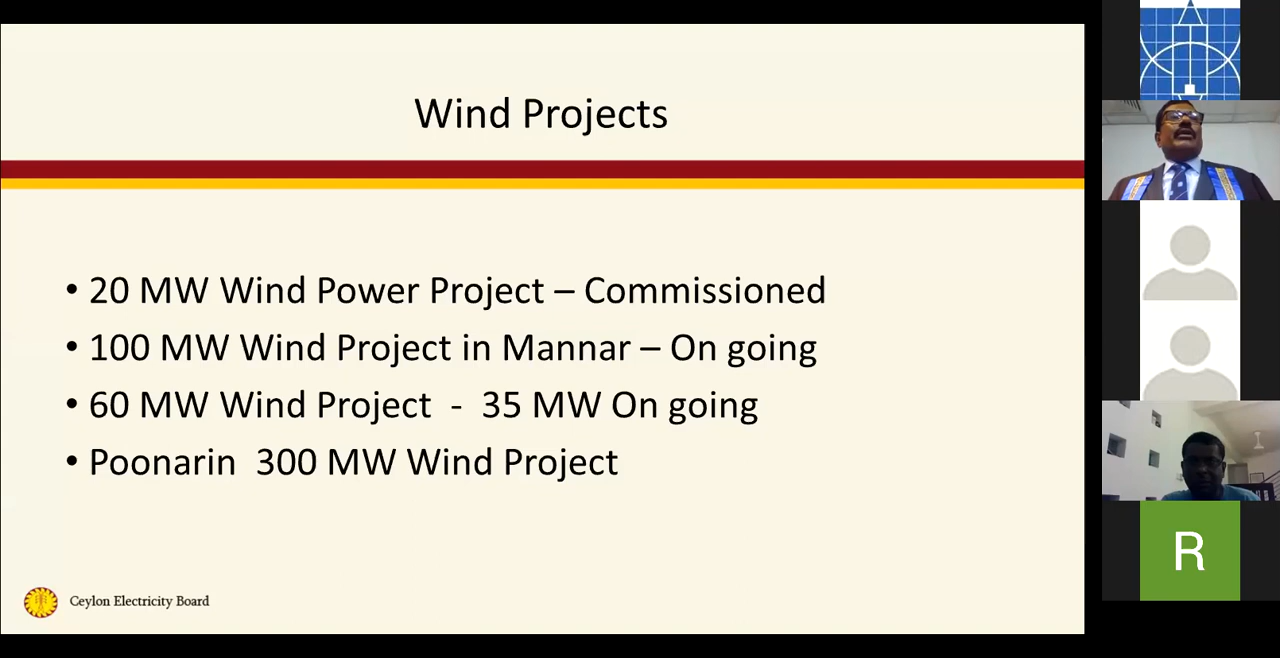 Wind Projects
• 20 MW Wind Power Project – Commissioned
• 100 MW Wind Project in Mannar – On going
• 60 MW Wind Project - 35 MW On going
• Poonarin 300 MW Wind Project
Ceylon Electricity Board
R